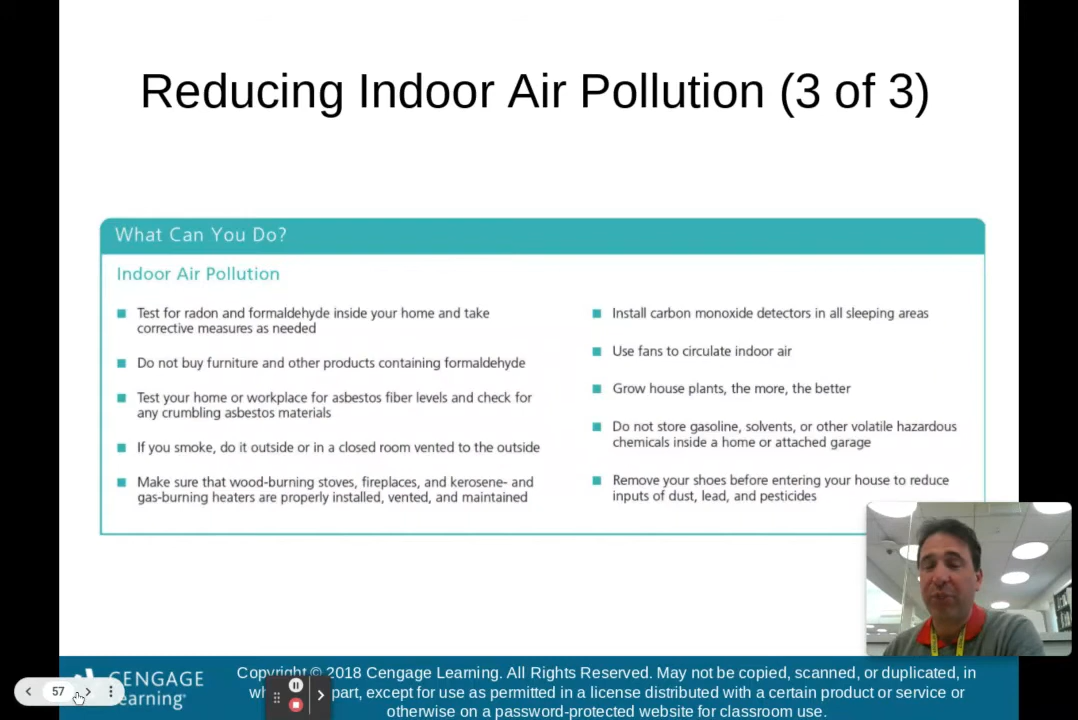 Reducing Indoor Air Pollution (3 of 3)
What Can You Do?
Indoor Air Pollution
Test for radon and formaldehyde inside your home and take
corrective measures as needed
Do not buy furniture and other products containing formaldehyde
Test your home or workplace for asbestos fiber levels and check for
any crumbling asbestos materials
If you smoke, do it outside or in a closed room vented to the outside
Make sure that wood-burning stoves, fireplaces, and kerosene- and
gas-burning heaters are properly installed, vented, and maintained
Install carbon monoxide detectors in all sleeping areas
Use fans to circulate indoor air
Grow house plants, the more, the better
Do not store gasoline, solvents, or other volatile hazardous
chemicals inside a home or attached garage
Remove your shoes before entering your house to reduce
inputs of dust, lead, and pesticides
57
CENGAGE
Learning
Copyright © 2018 Cengage Learning. All Rights Reserved. May not be copied, scanned, or duplicated, in
part, except for use as permitted in a license distributed with a certain product or service or
otherwise on a password-protected website for classroom use.